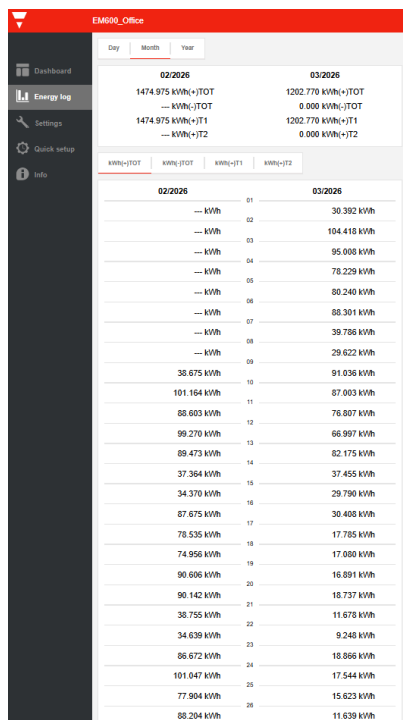 EM600_Office
Dashboard
Energy log
Settings
Quick setup
Info
Day Month Year
02/2026 03/2026
1474.975 kWh(+)TOT 1202.770 kWh(+)TOT
--- kWh(-)TOT 0.000 kWh(-)TOT
1474.975 kWh(+)T1 1202.770 kWh(+)T1
--- kWh(+)T2 0.000 kWh(+)T2
kWh(+)TOT kWh(-)TOT kWh(+)T1 kWh(+)T2
02/2026 03/2026
01
--- kWh 30.392 kWh
02
--- kWh 104.418 kWh
03
--- kWh 95.008 kWh
04
--- kWh 78.229 kWh
05
--- kWh 80.240 kWh
06
--- kWh 88.301 kWh
07
--- kWh 39.786 kWh
08
--- kWh 29.622 kWh
09
38.675 kWh 91.036 kWh
10
101.164 kWh 87.003 kWh
11
88.603 kWh 76.807 kWh
12
99.270 kWh 66.997 kWh
13
89.473 kWh 82.175 kWh
14
37.364 kWh 37.455 kWh
15
34.370 kWh 29.790 kWh
16
87.675 kWh 30.408 kWh
17
78.535 kWh 17.785 kWh
18
74.956 kWh 17.080 kWh
19
90.606 kWh 16.891 kWh
20
90.142 kWh 18.737 kWh
21
38.755 kWh 11.678 kWh
22
34.639 kWh 9.248 kWh
23
86.672 kWh 18.866 kWh
24
101.047 kWh 17.544 kWh
25
77.904 kWh 15.623 kWh
26
88.204 kWh 11.639 kWh